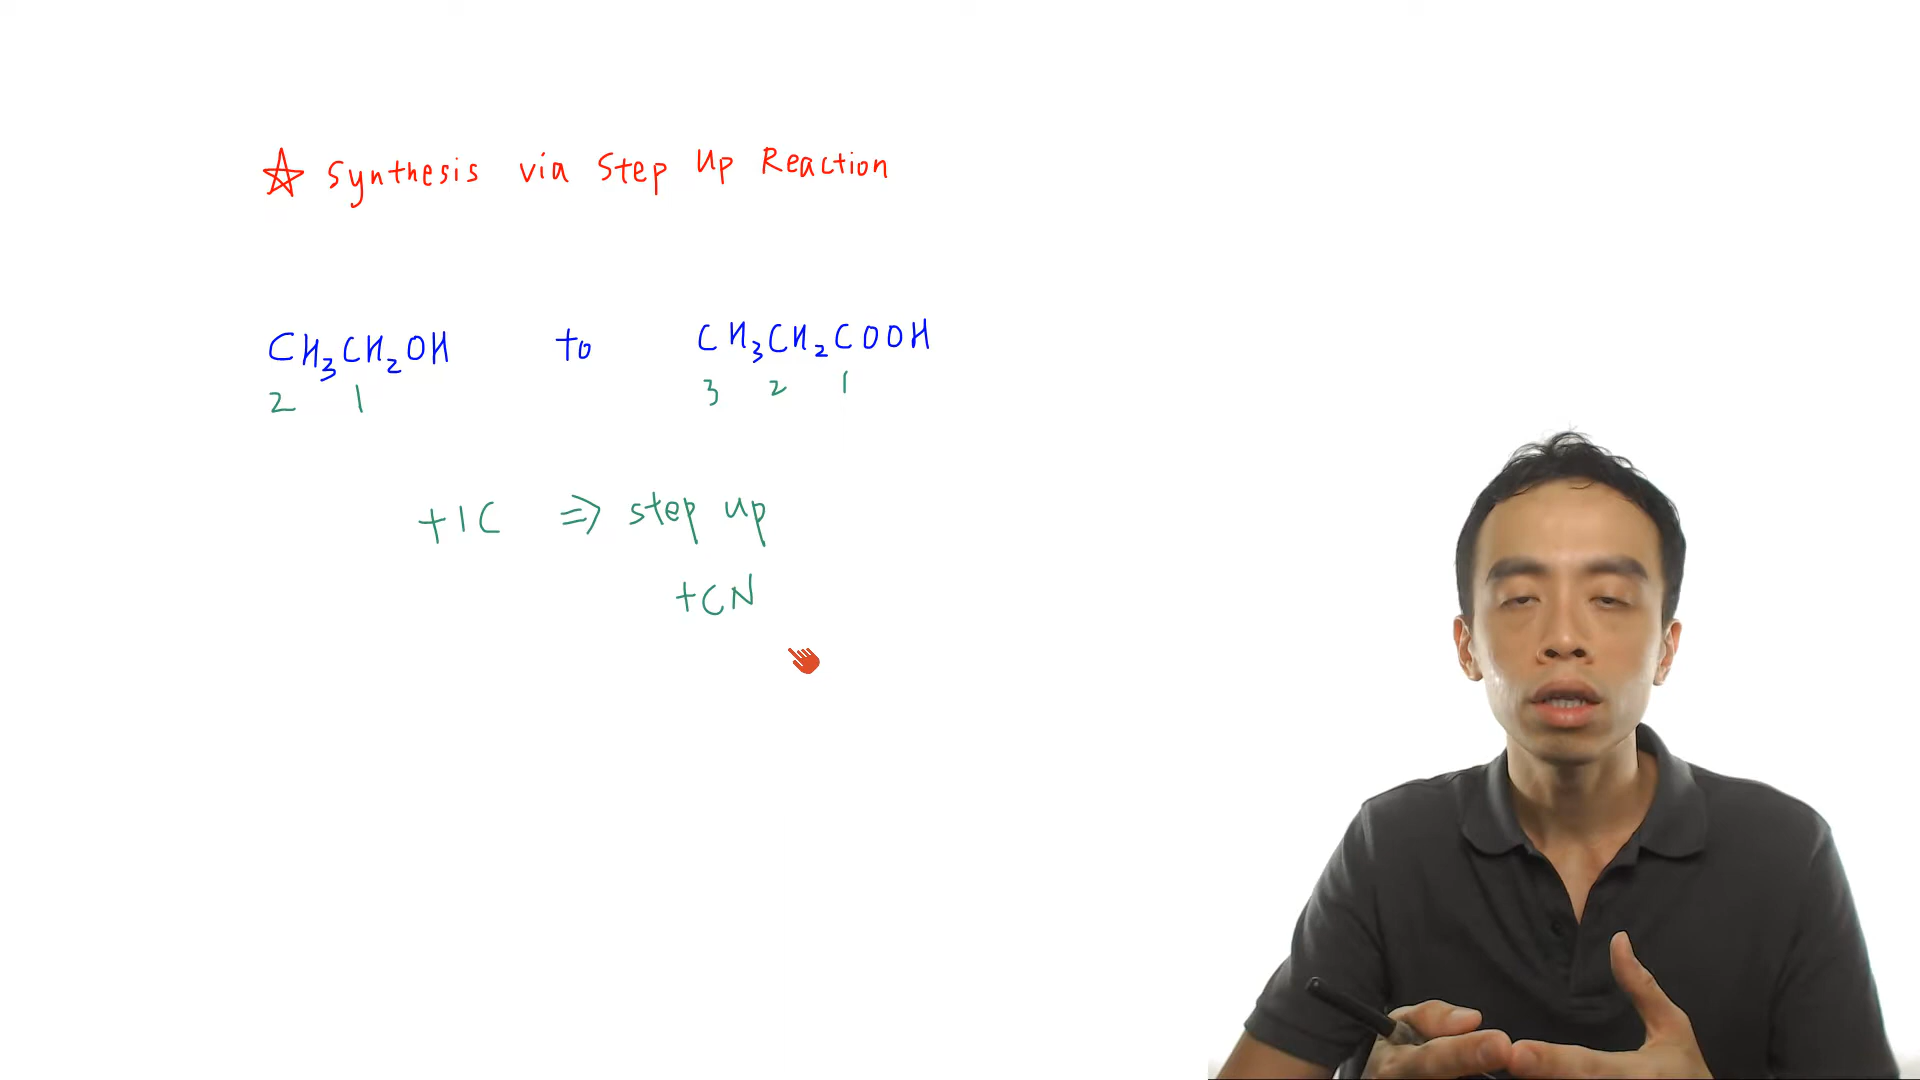 ☆ Synthesis via Step Up Reaction
CH₃CH₂OH to CH₃CH₂COOH
2 1 3 2 1
+1C ⇒ step up
+CN